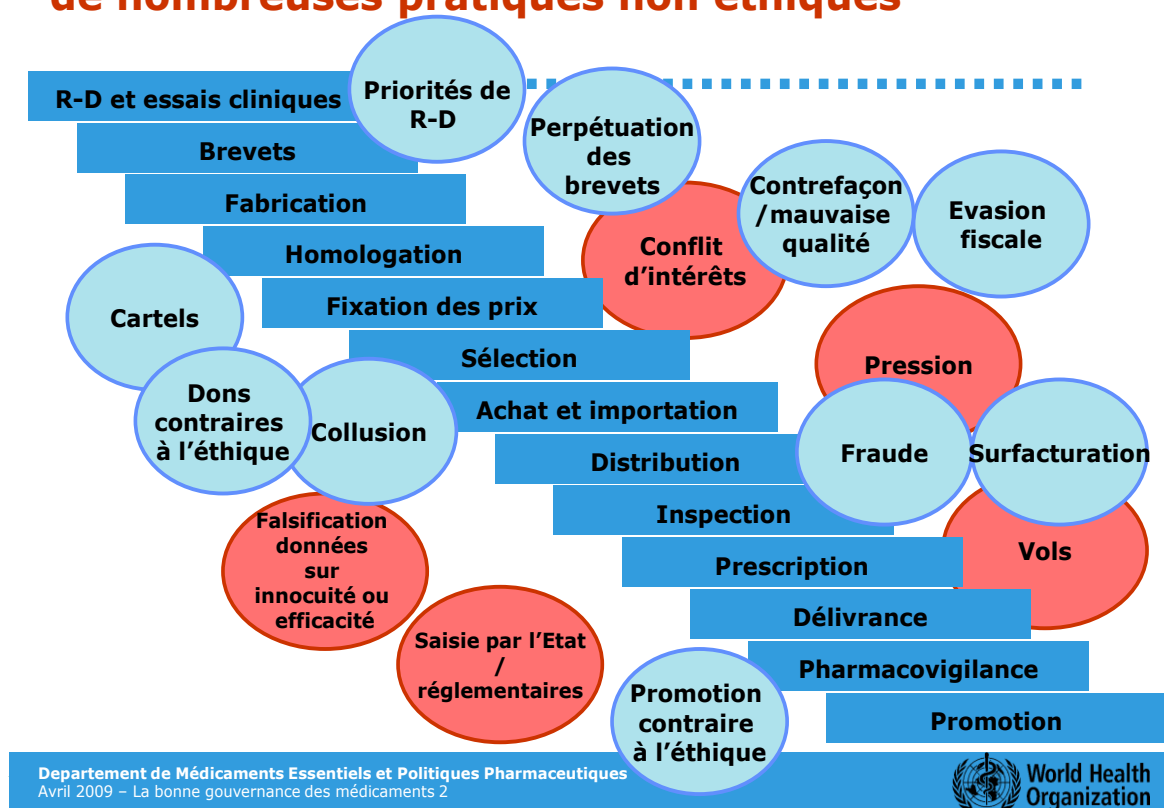 de nombreuses pratiques non éthiques
R-D et essais cliniques
Priorités de
R-D
Brevets
Perpétuation
des
brevets
Fabrication
Contrefaçon
/mauvaise
qualité
Evasion
fiscale
Homologation
Conflit
d’intérêts
Cartels
Fixation des prix
Sélection
Pression
Dons
contraires
à l’éthique
Collusion
Achat et importation
Distribution
Fraude
Surfacturation
Inspection
Falsification
données
sur
innocuité ou
efficacité
Prescription
Vols
Délivrance
Saisie par l’Etat
/
réglementaires
Pharmacovigilance
Promotion
contraire
à l’éthique
Promotion
Departement de Médicaments Essentiels et Politiques Pharmaceutiques
Avril 2009 – La bonne gouvernance des médicaments 2
World Health
Organization